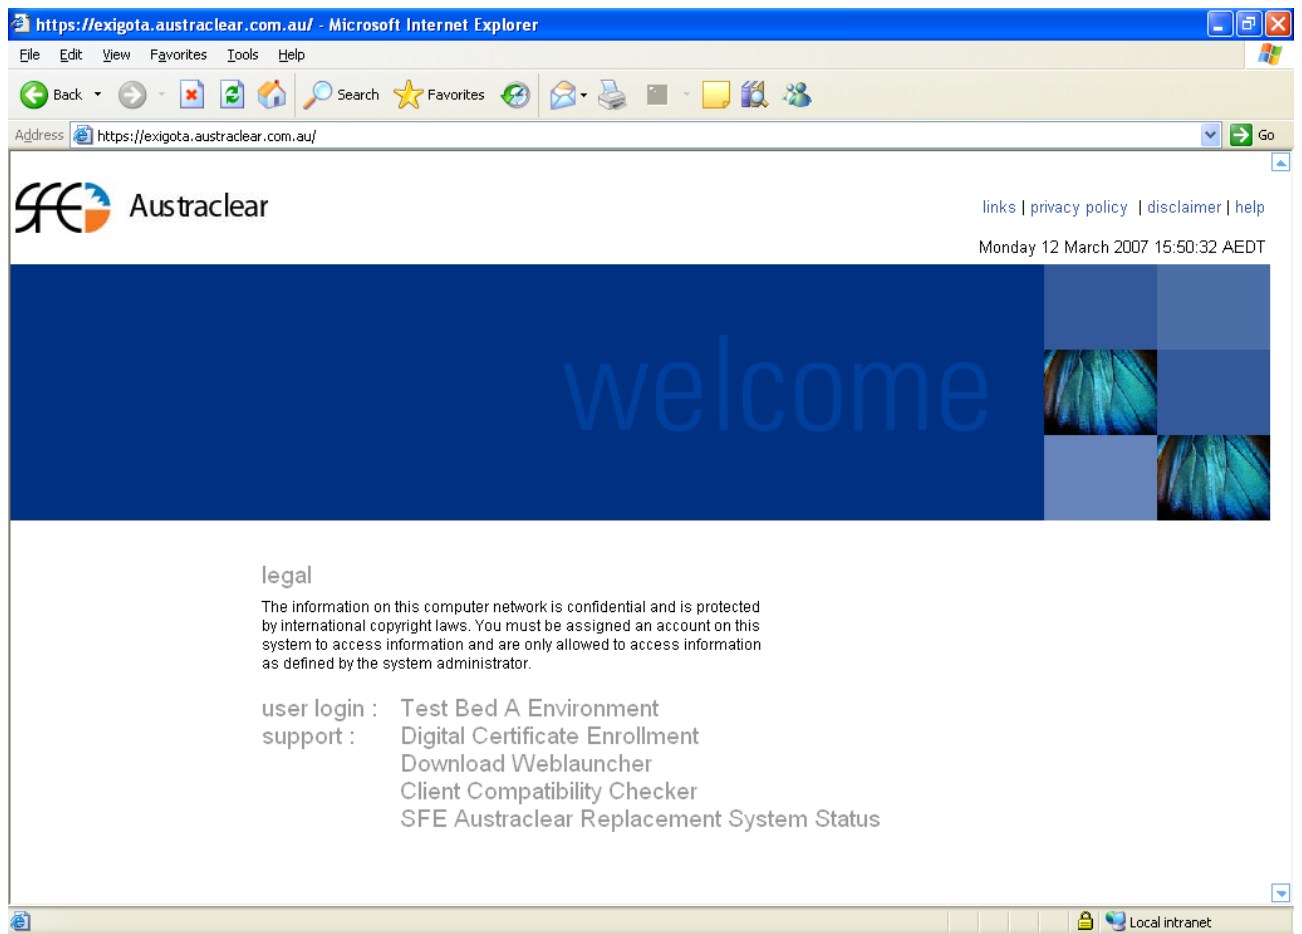 https://exigota.austraclear.com.au/ - Microsoft Internet Explorer
File Edit View Favorites Tools Help
Back Search Favorites
Address https://exigota.austraclear.com.au/ Go
SFE Austraclear
links | privacy policy | disclaimer | help
Monday 12 March 2007 15:50:32 AEDT
welcome
legal
The information on this computer network is confidential and is protected
by international copyright laws. You must be assigned an account on this
system to access information and are only allowed to access information
as defined by the system administrator.
user login : Test Bed A Environment
support : Digital Certificate Enrollment
Download Weblauncher
Client Compatibility Checker
SFE Austraclear Replacement System Status
Local intranet